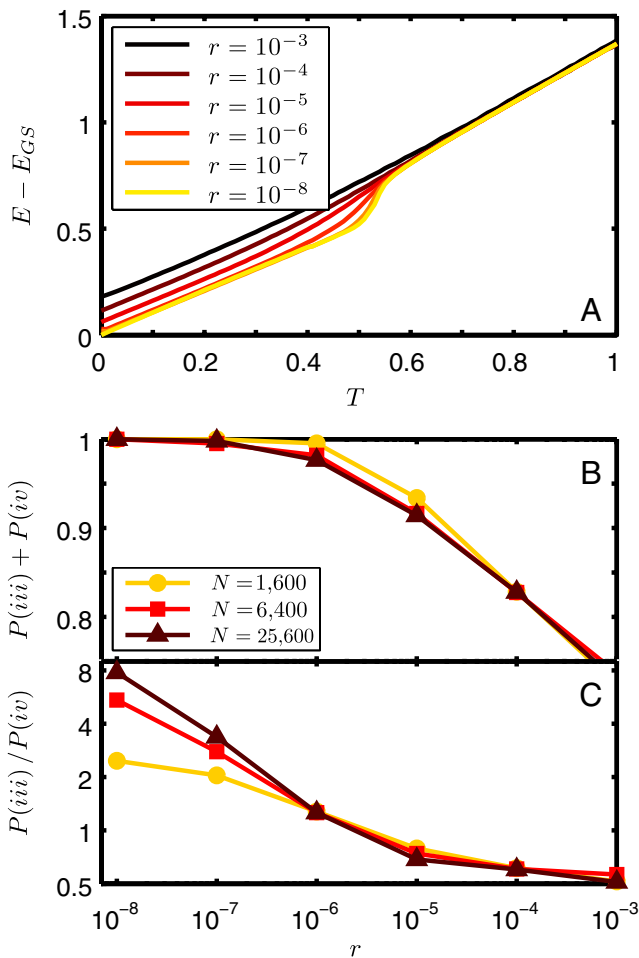 1.5
1
0.5
0
E − E_GS
r = 10⁻³
r = 10⁻⁴
r = 10⁻⁵
r = 10⁻⁶
r = 10⁻⁷
r = 10⁻⁸
A
0 0.2 0.4 0.6 0.8 1
T
1
0.9
0.8
P(iii) + P(iv)
B
N = 1,600
N = 6,400
N = 25,600
8
4
2
1
0.5
P(iii)/P(iv)
C
10⁻⁸ 10⁻⁷ 10⁻⁶ 10⁻⁵ 10⁻⁴ 10⁻³
r